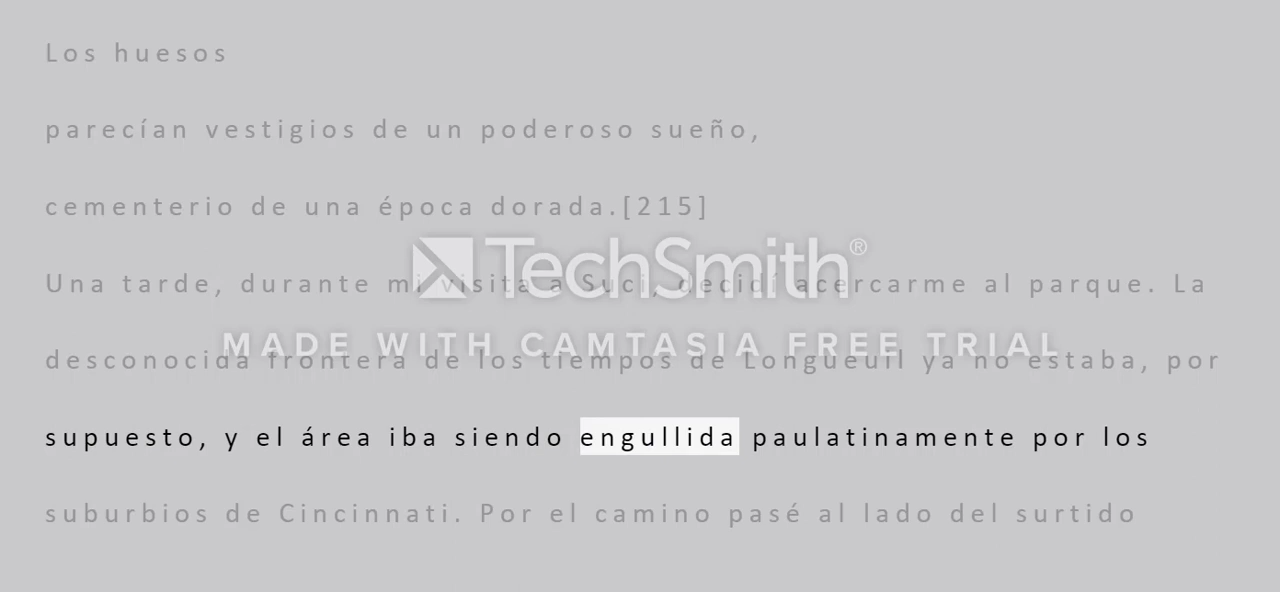 Los huesos
parecían vestigios de un poderoso sueño,
cementerio de una época dorada.[215]
TechSmith®
Una tarde, durante mi visita a Suci, decidí acercarme al parque. La
MADE WITH CAMTASIA FREE TRIAL
desconocida frontera de los tiempos de Longueuil ya no estaba, por
supuesto, y el área iba siendo engullida paulatinamente por los
suburbios de Cincinnati. Por el camino pasé al lado del surtido